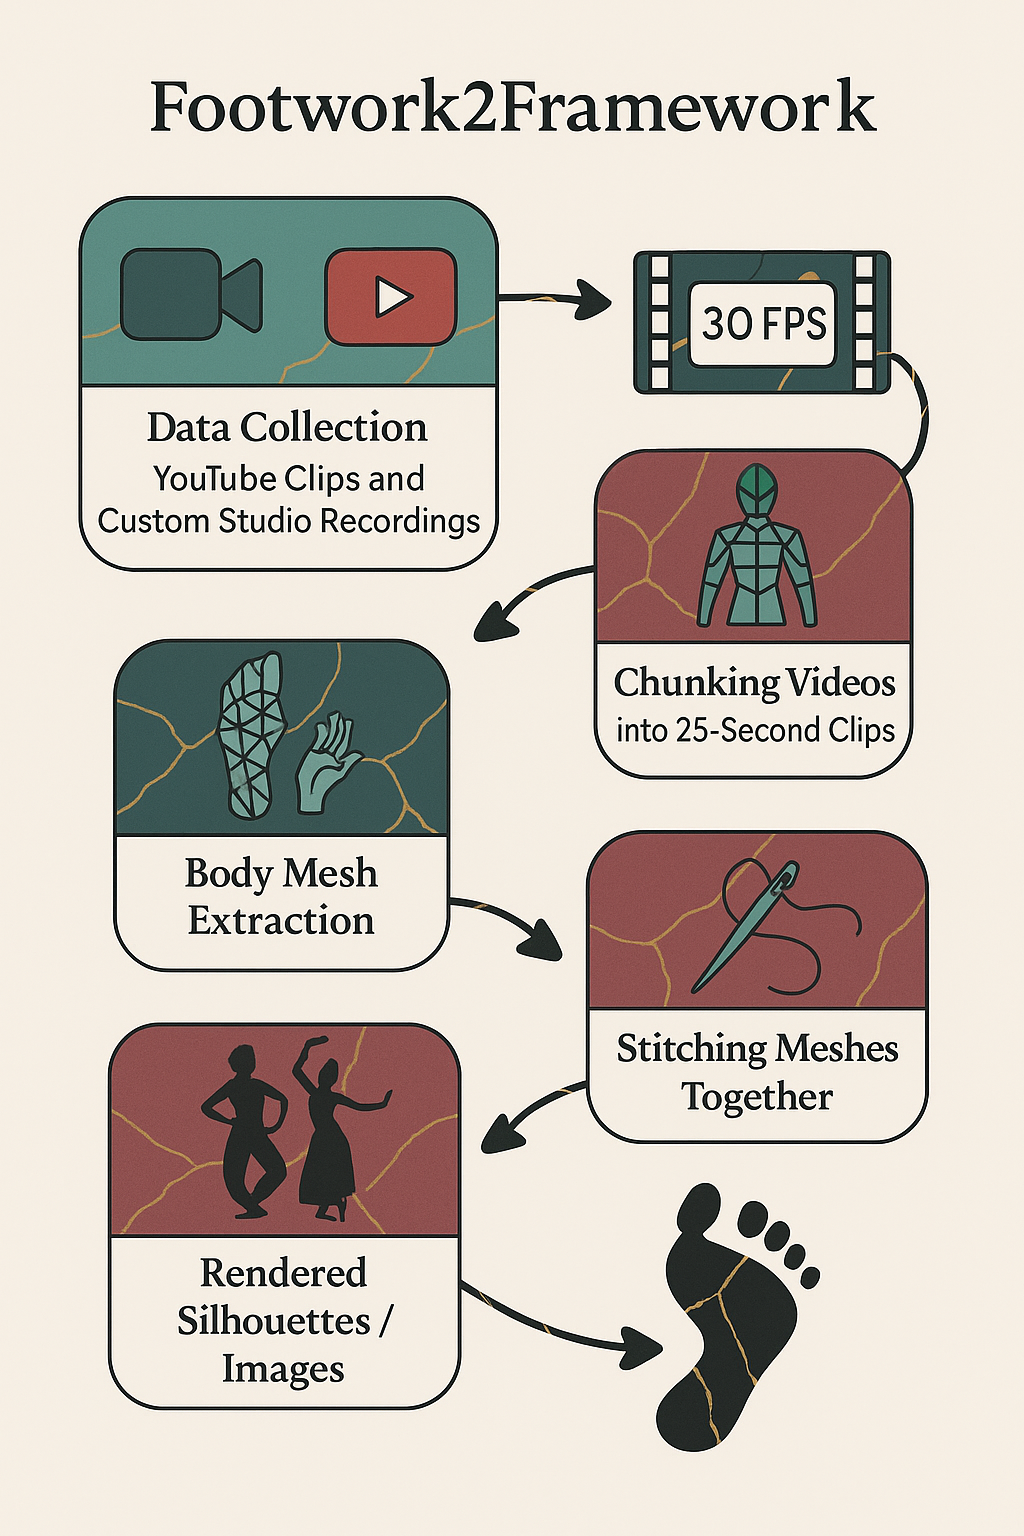 Footwork2Framework
30 FPS
Data Collection
YouTube Clips and
Custom Studio Recordings
Chunking Videos
into 25-Second Clips
Body Mesh
Extraction
Stitching Meshes
Together
Rendered
Silhouettes /
Images